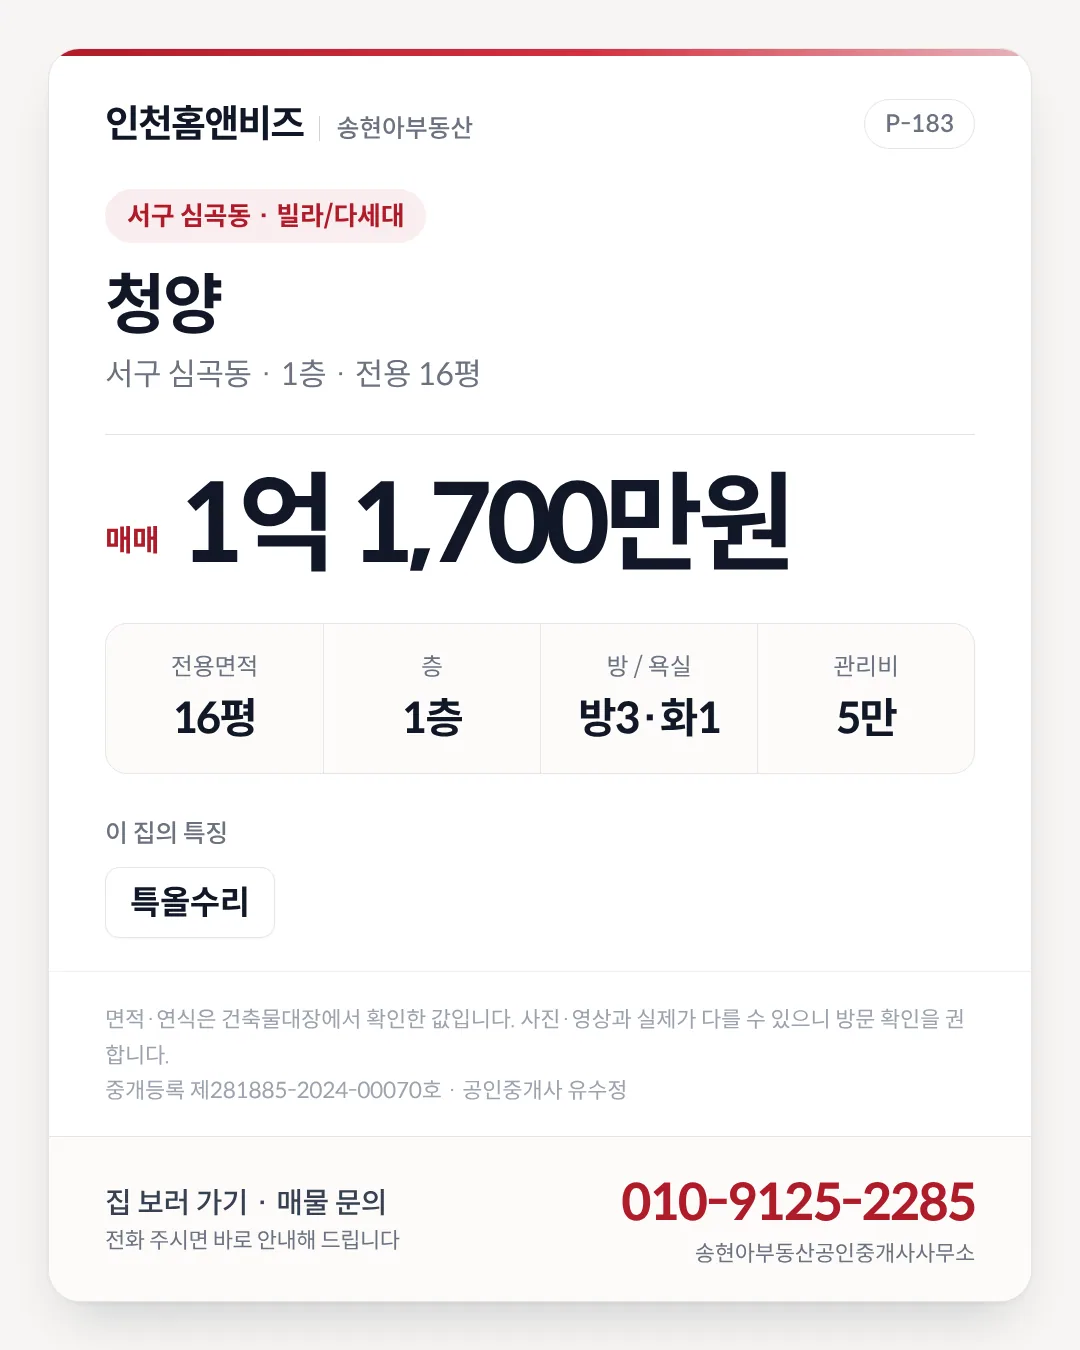 인천홈앤비즈 송현아부동산
P-183
서구 심곡동 · 빌라/다세대
청양
서구 심곡동 · 1층 · 전용 16평
매매 1억 1,700만원
전용면적 층 방 / 욕실 관리비
16평 1층 방3·화1 5만
이 집의 특징
특올수리
면적·연식은 건축물대장에서 확인한 값입니다. 사진·영상과 실제가 다를 수 있으니 방문 확인을 권
합니다.
중개등록 제281885-2024-00070호 · 공인중개사 유수정
집 보러 가기 · 매물 문의
전화 주시면 바로 안내해 드립니다
010-9125-2285
송현아부동산공인중개사사무소